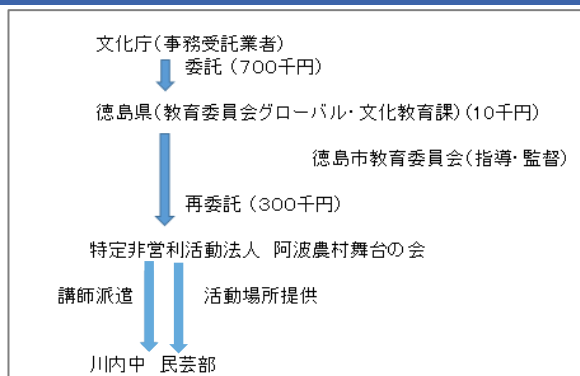 文化庁(事務受託業者)
委託（700千円）
徳島県(教育委員会グローバル・文化教育課)(10千円)
徳島市教育委員会(指導・監督)
再委託（300千円）
特定非営利活動法人 阿波農村舞台の会
講師派遣 活動場所提供
川内中 民芸部